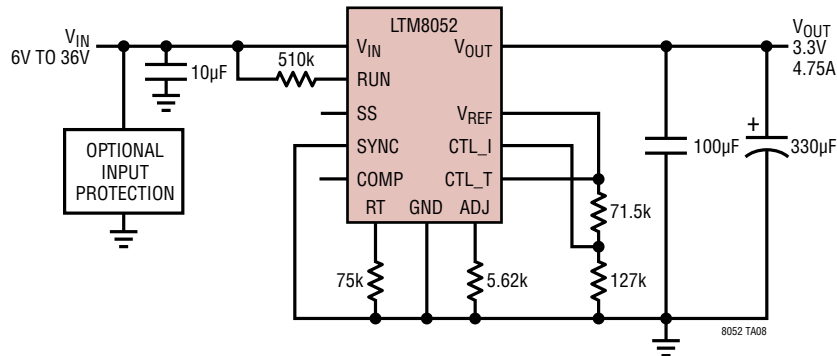 VIN
6V TO 36V
10µF
510k
OPTIONAL
INPUT
PROTECTION
LTM8052
VIN
RUN
SS
SYNC
COMP
RT
GND
ADJ
VOUT
VREF
CTL_I
CTL_T
75k
5.62k
71.5k
127k
100µF
+
330µF
VOUT
3.3V
4.75A
8052 TA08